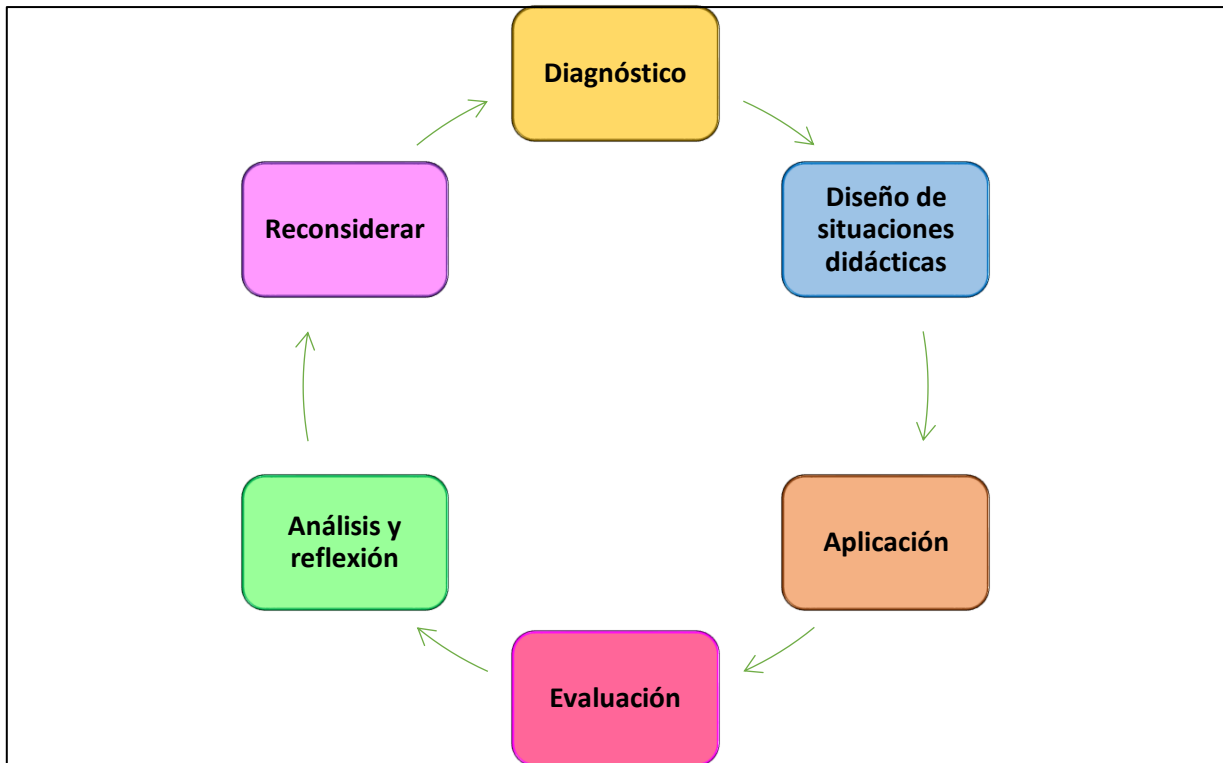 Diagnóstico
Diseño de
situaciones
didácticas
Aplicación
Evaluación
Análisis y
reflexión
Reconsiderar